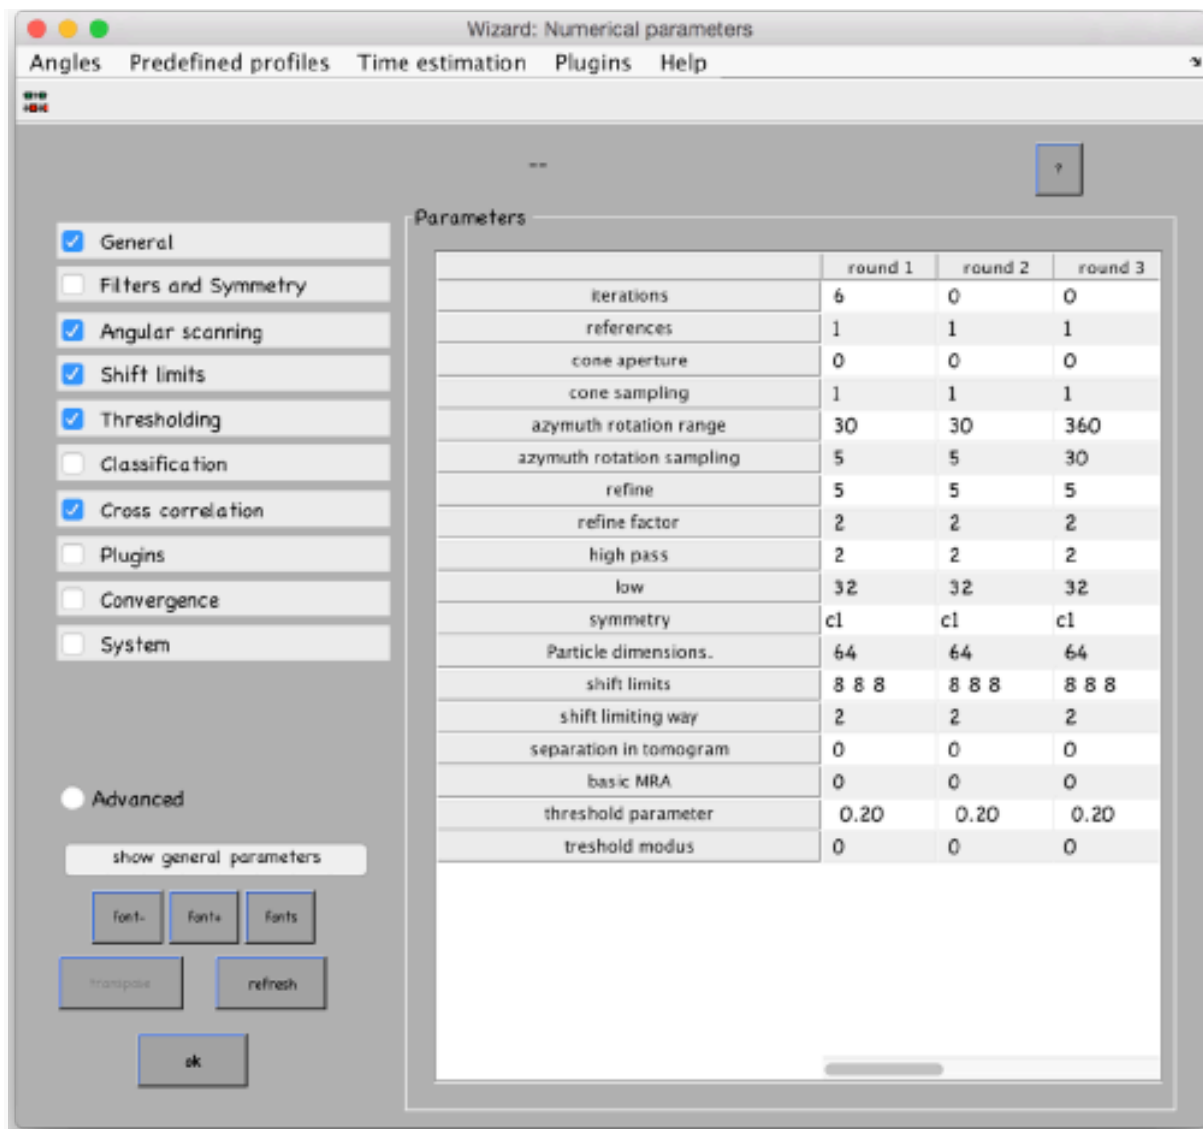 Wizard: Numerical parameters
Angles Predefined profiles Time estimation Plugins Help
--
?
General
Filters and Symmetry
Angular scanning
Shift limits
Thresholding
Classification
Cross correlation
Plugins
Convergence
System
Advanced
show general parameters
Font- Font+ Fonts
transpose refresh
ok
Parameters
round 1 round 2 round 3
iterations 6 0 0
references 1 1 1
cone aperture 0 0 0
cone sampling 1 1 1
azymuth rotation range 30 30 360
azymuth rotation sampling 5 5 30
refine 5 5 5
refine factor 2 2 2
high pass 2 2 2
low 32 32 32
symmetry c1 c1 c1
Particle dimensions. 64 64 64
shift limits 8 8 8 8 8 8 8 8 8
shift limiting way 2 2 2
separation in tomogram 0 0 0
basic MRA 0 0 0
threshold parameter 0.20 0.20 0.20
treshold modus 0 0 0